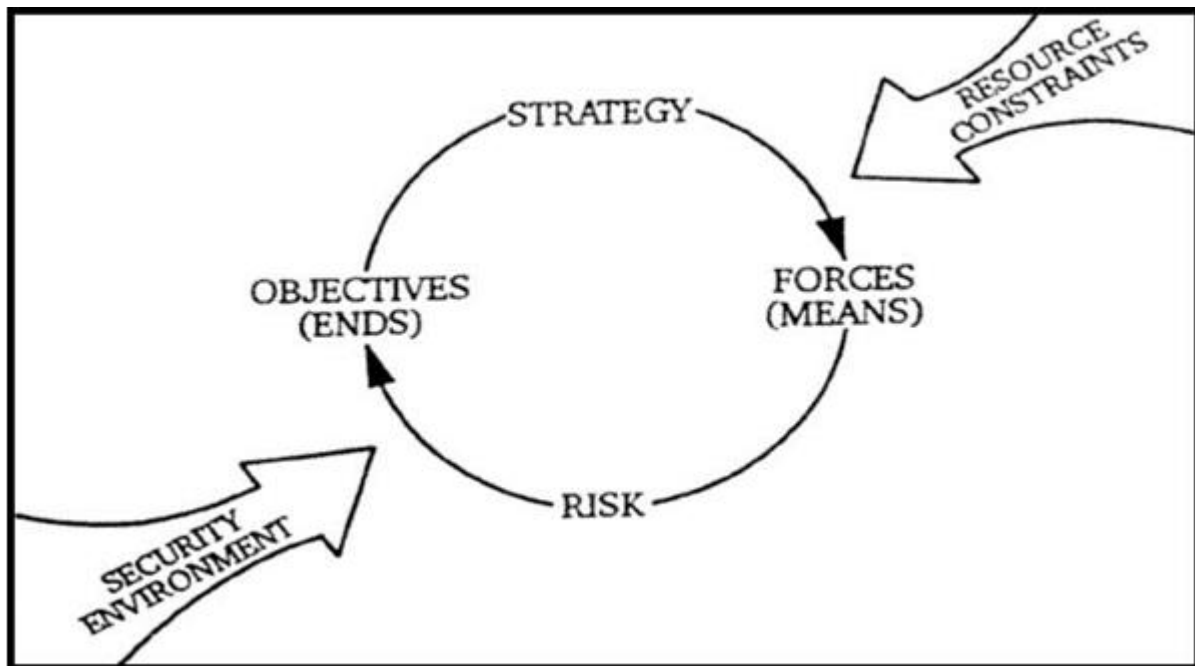 RESOURCE
CONSTRAINTS
STRATEGY
OBJECTIVES
(ENDS)
FORCES
(MEANS)
RISK
SECURITY
ENVIRONMENT